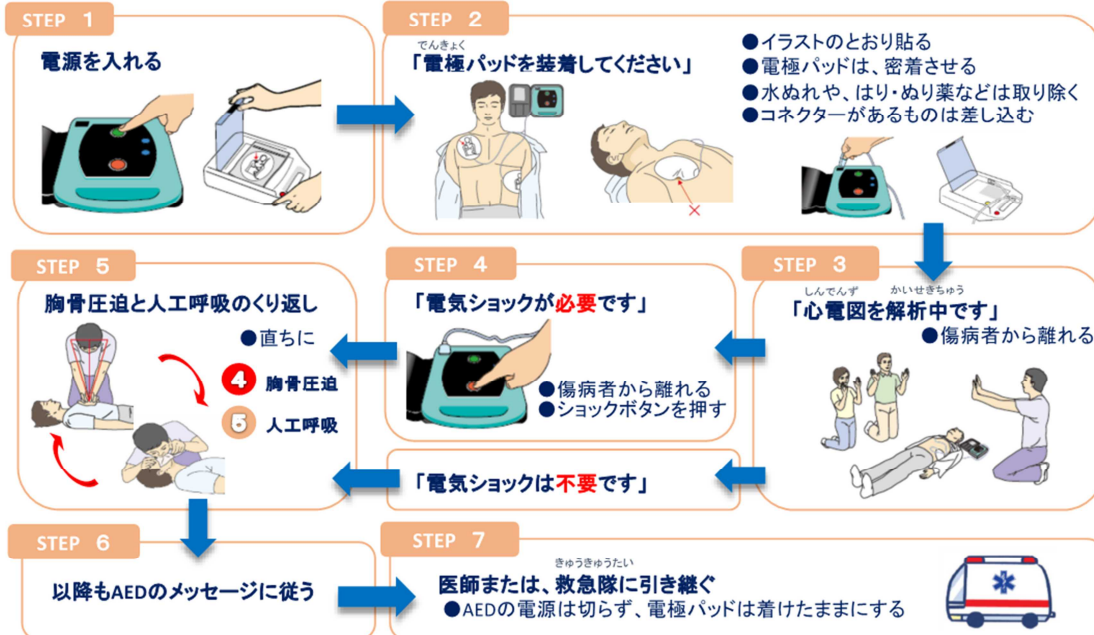 STEP 1
電源を入れる
STEP 2
でんきょく
「電極パッドを装着してください」
●イラストのとおり貼る
●電極パッドは、密着させる
●水ぬれや、はり・ぬり薬などは取り除く
●コネクターがあるものは差し込む
×
STEP 3
しんでんず かいせきちゅう
「心電図を解析中です」
●傷病者から離れる
STEP 4
「電気ショックが必要です」
●傷病者から離れる
●ショックボタンを押す
「電気ショックは不要です」
STEP 5
胸骨圧迫と人工呼吸のくり返し
●直ちに
4 胸骨圧迫
5 人工呼吸
STEP 6
以降もAEDのメッセージに従う
STEP 7
きゅうきゅうたい
医師または、救急隊に引き継ぐ
●AEDの電源は切らず、電極パッドは着けたままにする